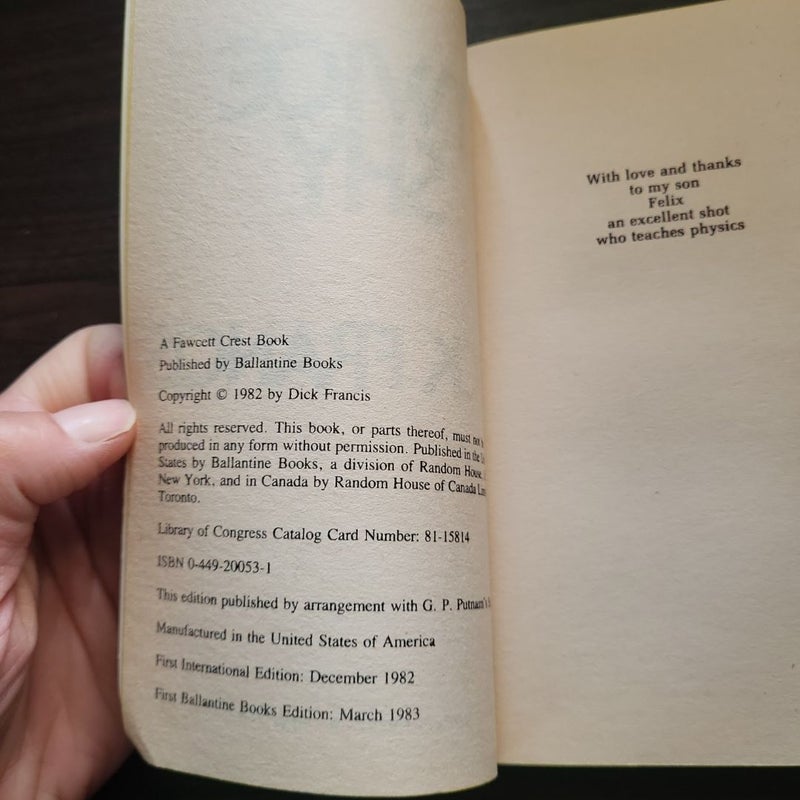 A Fawcett Crest Book
Published by Ballantine Books
Copyright © 1982 by Dick Francis
All rights reserved. This book, or parts thereof, must not
produced in any form without permission. Published in the
States by Ballantine Books, a division of Random House,
New York, and in Canada by Random House of Canada
Toronto.
Library of Congress Catalog Card Number: 81-15814
ISBN 0-449-20053-1
This edition published by arrangement with G. P. Putnam's
Manufactured in the United States of America
First International Edition: December 1982
First Ballantine Books Edition: March 1983
With love and thanks
to my son
Felix
an excellent shot
who teaches physics